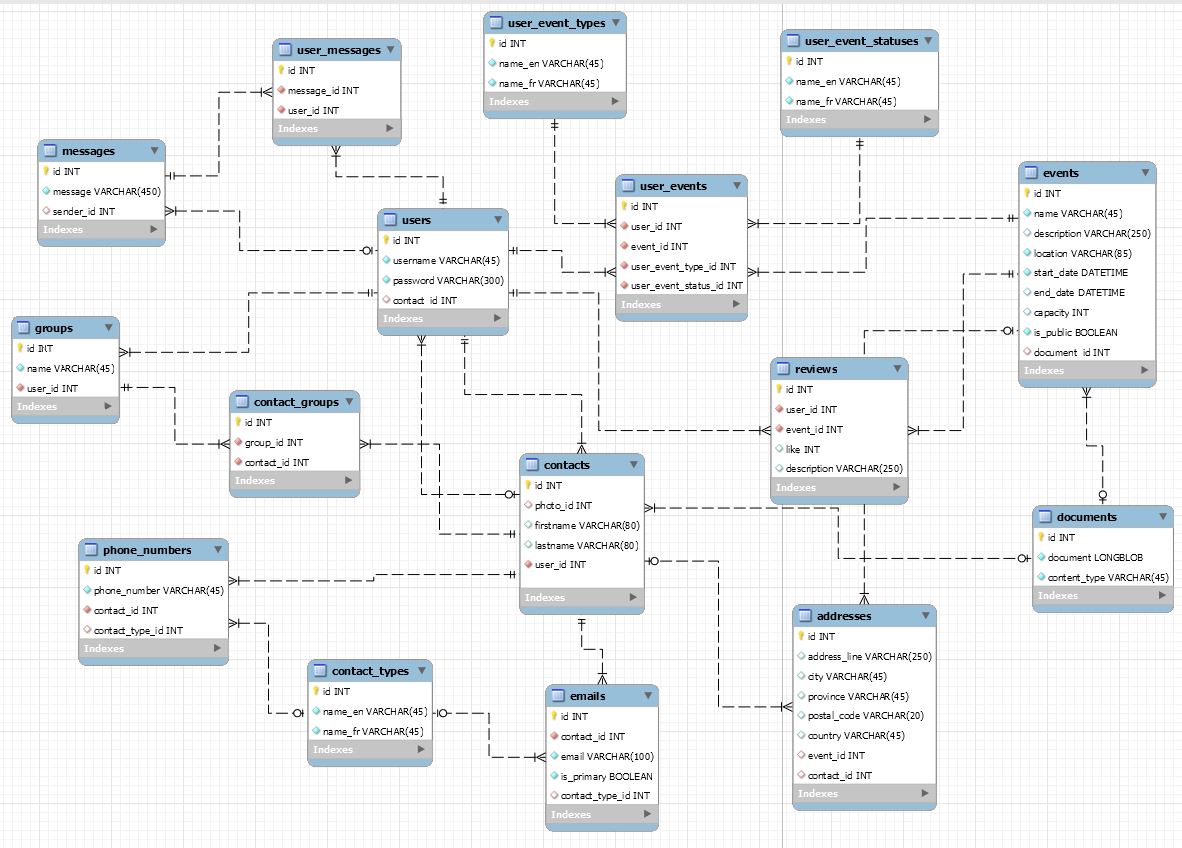 user_event_types
id INT
name_en VARCHAR(45)
name_fr VARCHAR(45)
Indexes
user_event_statuses
id INT
name_en VARCHAR(45)
name_fr VARCHAR(45)
Indexes
user_messages
id INT
message_id INT
user_id INT
Indexes
messages
id INT
message VARCHAR(450)
sender_id INT
Indexes
users
id INT
username VARCHAR(45)
password VARCHAR(300)
contact_id INT
Indexes
user_events
id INT
user_id INT
event_id INT
user_event_type_id INT
user_event_status_id INT
Indexes
events
id INT
name VARCHAR(45)
description VARCHAR(250)
location VARCHAR(85)
start_date DATETIME
end_date DATETIME
capacity INT
is_public BOOLEAN
document_id INT
Indexes
groups
id INT
name VARCHAR(45)
user_id INT
Indexes
contact_groups
id INT
group_id INT
contact_id INT
Indexes
reviews
id INT
user_id INT
event_id INT
like INT
description VARCHAR(250)
Indexes
contacts
id INT
photo_id INT
firstname VARCHAR(80)
lastname VARCHAR(80)
user_id INT
Indexes
documents
id INT
document LONGBLOB
content_type VARCHAR(45)
Indexes
phone_numbers
id INT
phone_number VARCHAR(45)
contact_id INT
contact_type_id INT
Indexes
contact_types
id INT
name_en VARCHAR(45)
name_fr VARCHAR(45)
Indexes
emails
id INT
contact_id INT
email VARCHAR(100)
is_primary BOOLEAN
contact_type_id INT
Indexes
addresses
id INT
address_line VARCHAR(250)
city VARCHAR(45)
province VARCHAR(45)
postal_code VARCHAR(20)
country VARCHAR(45)
event_id INT
contact_id INT
Indexes